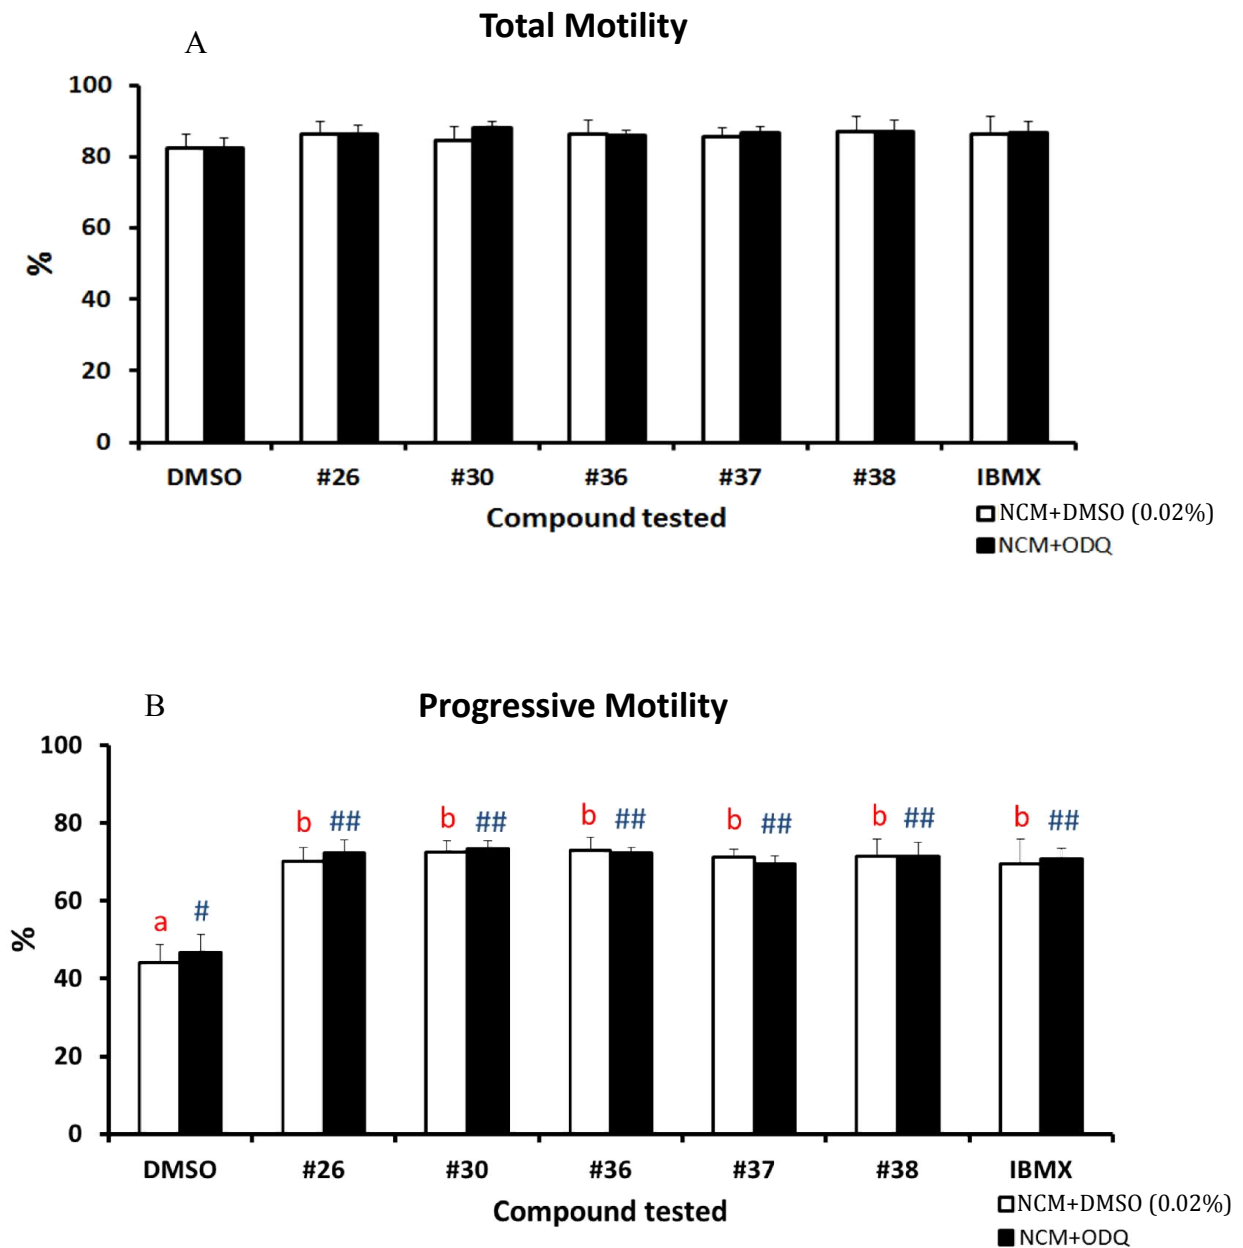 A
Total Motility
100
80
60
40
20
0
%
DMSO #26 #30 #36 #37 #38 IBMX
Compound tested
NCM+DMSO (0.02%)
NCM+ODQ
B
Progressive Motility
100
80
60
40
20
0
%
a # b ## b ## b ## b ## b ## b ##
DMSO #26 #30 #36 #37 #38 IBMX
Compound tested
NCM+DMSO (0.02%)
NCM+ODQ